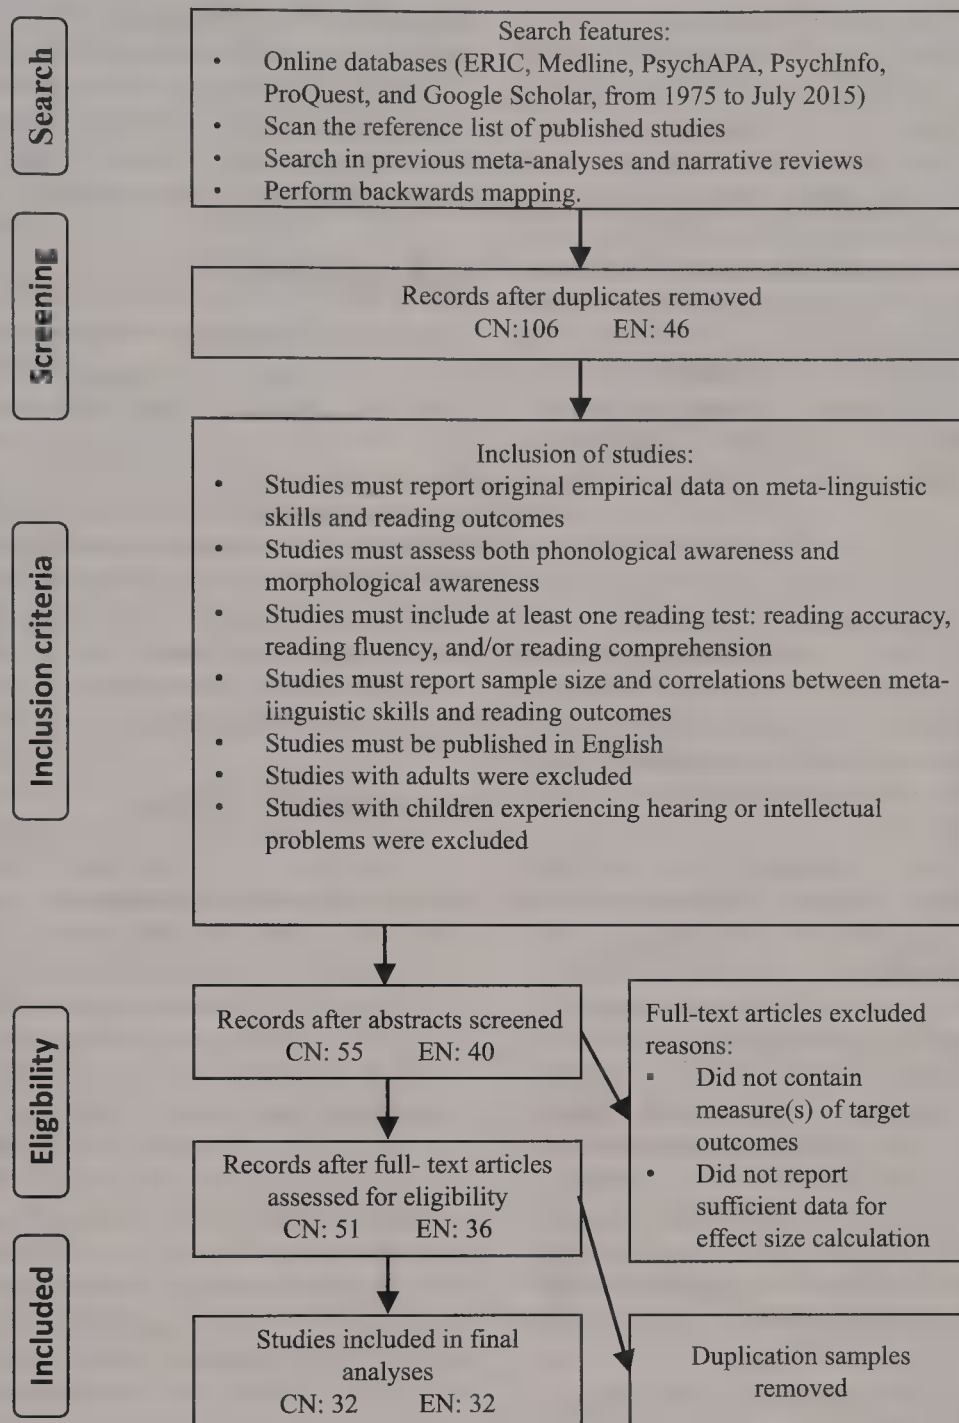 Search
Search features:
• Online databases (ERIC, Medline, PsychAPA, PsychInfo,
ProQuest, and Google Scholar, from 1975 to July 2015)
• Scan the reference list of published studies
• Search in previous meta-analyses and narrative reviews
• Perform backwards mapping.
Screening
Records after duplicates removed
CN:106 EN: 46
Inclusion criteria
Inclusion of studies:
• Studies must report original empirical data on meta-linguistic
skills and reading outcomes
• Studies must assess both phonological awareness and
morphological awareness
• Studies must include at least one reading test: reading accuracy,
reading fluency, and/or reading comprehension
• Studies must report sample size and correlations between meta-
linguistic skills and reading outcomes
• Studies must be published in English
• Studies with adults were excluded
• Studies with children experiencing hearing or intellectual
problems were excluded
Eligibility
Records after abstracts screened
CN: 55 EN: 40
Full-text articles excluded
reasons:
▪ Did not contain
measure(s) of target
outcomes
• Did not report
sufficient data for
effect size calculation
Records after full- text articles
assessed for eligibility
CN: 51 EN: 36
Included
Studies included in final
analyses
CN: 32 EN: 32
Duplication samples
removed